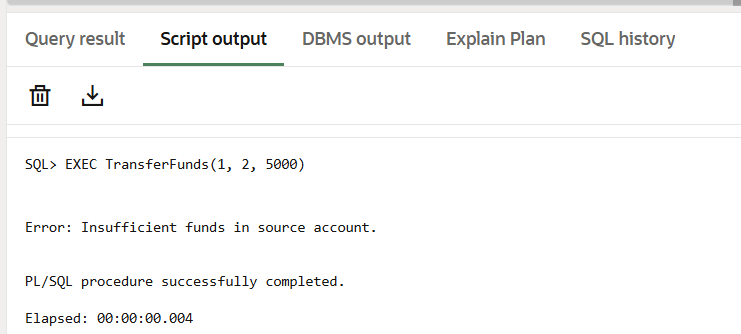 Query result Script output DBMS output Explain Plan SQL history
SQL> EXEC TransferFunds(1, 2, 5000)
Error: Insufficient funds in source account.
PL/SQL procedure successfully completed.
Elapsed: 00:00:00.004